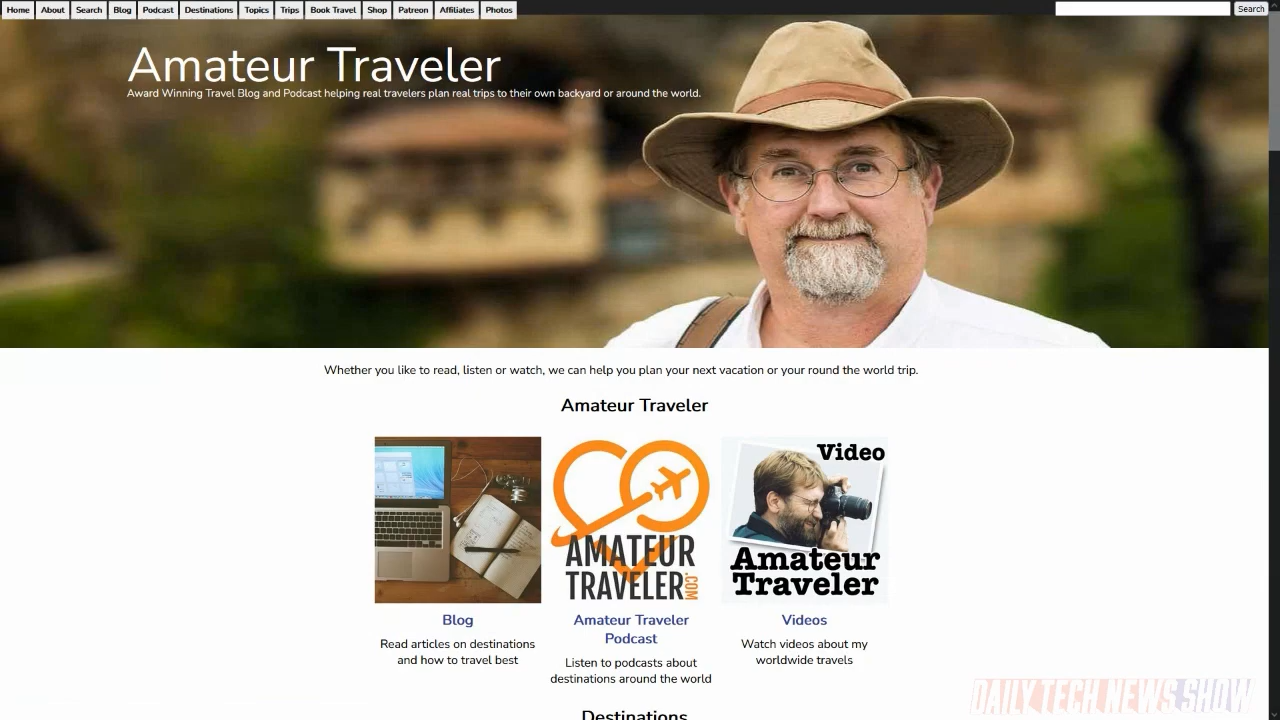 Home About Search Blog Podcast Destinations Topics Trips Book Travel Shop Patreon Affiliates Photos Search
Amateur Traveler
Award Winning Travel Blog and Podcast helping real travelers plan real trips to their own backyard or around the world.
Whether you like to read, listen or watch, we can help you plan your next vacation or your round the world trip.
Amateur Traveler
AMATEUR
TRAVELER
.COM
Video
Amateur
Traveler
Blog
Read articles on destinations
and how to travel best
Amateur Traveler
Podcast
Listen to podcasts about
destinations around the world
Videos
Watch videos about my
worldwide travels
Destinations
DAILY TECH NEWS SHOW